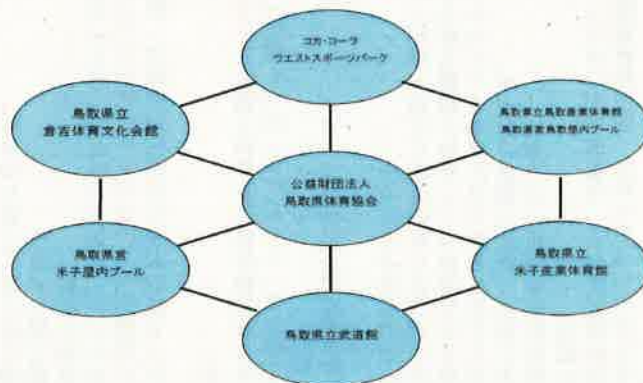 コカ・コーラ
ウエストスポーツパーク
鳥取県立
倉吉体育文化会館
鳥取県立鳥取産業体育館
鳥取県営鳥取屋内プール
公益財団法人
鳥取県体育協会
鳥取県営
米子屋内プール
鳥取県立
米子産業体育館
鳥取県立武道館